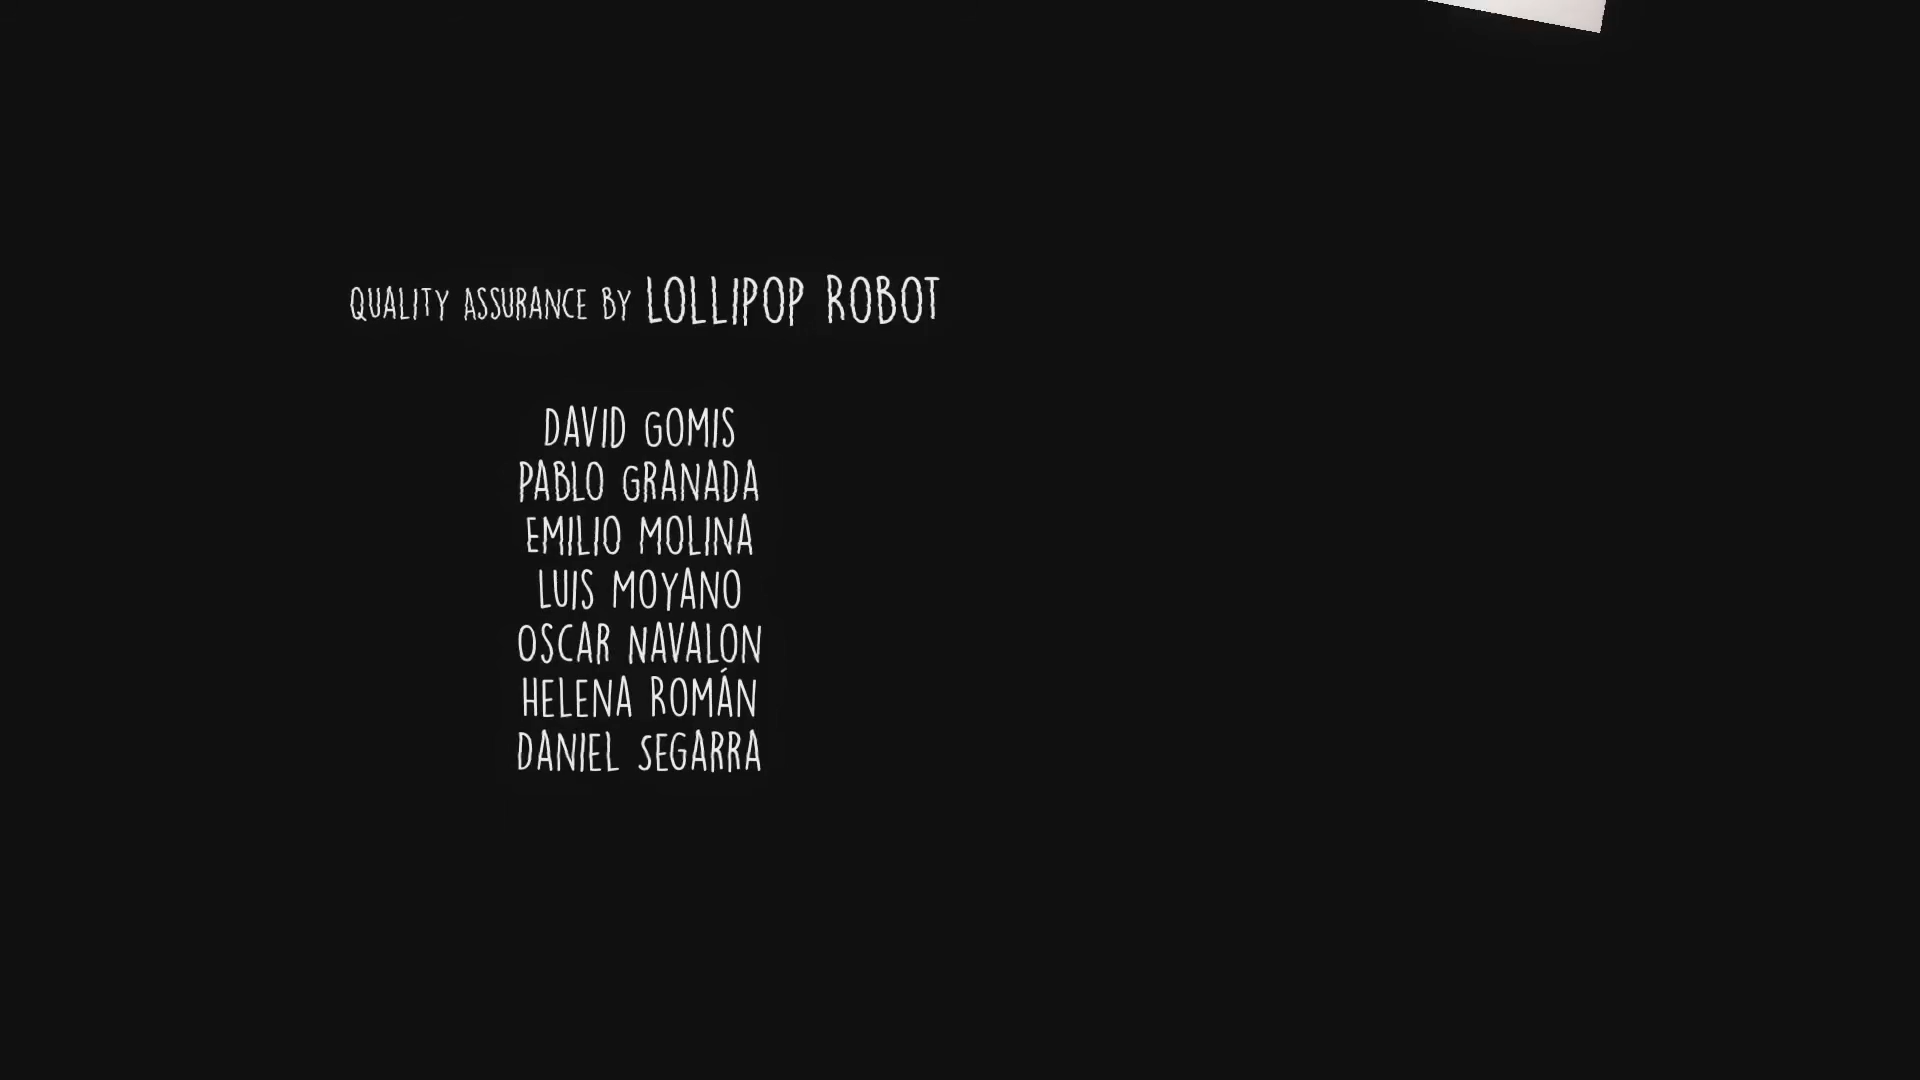 QUALITY ASSURANCE BY LOLLIPOP ROBOT
DAVID GOMIS
PABLO GRANADA
EMILIO MOLINA
LUIS MOYANO
OSCAR NAVALON
HELENA ROMÁN
DANIEL SEGARRA